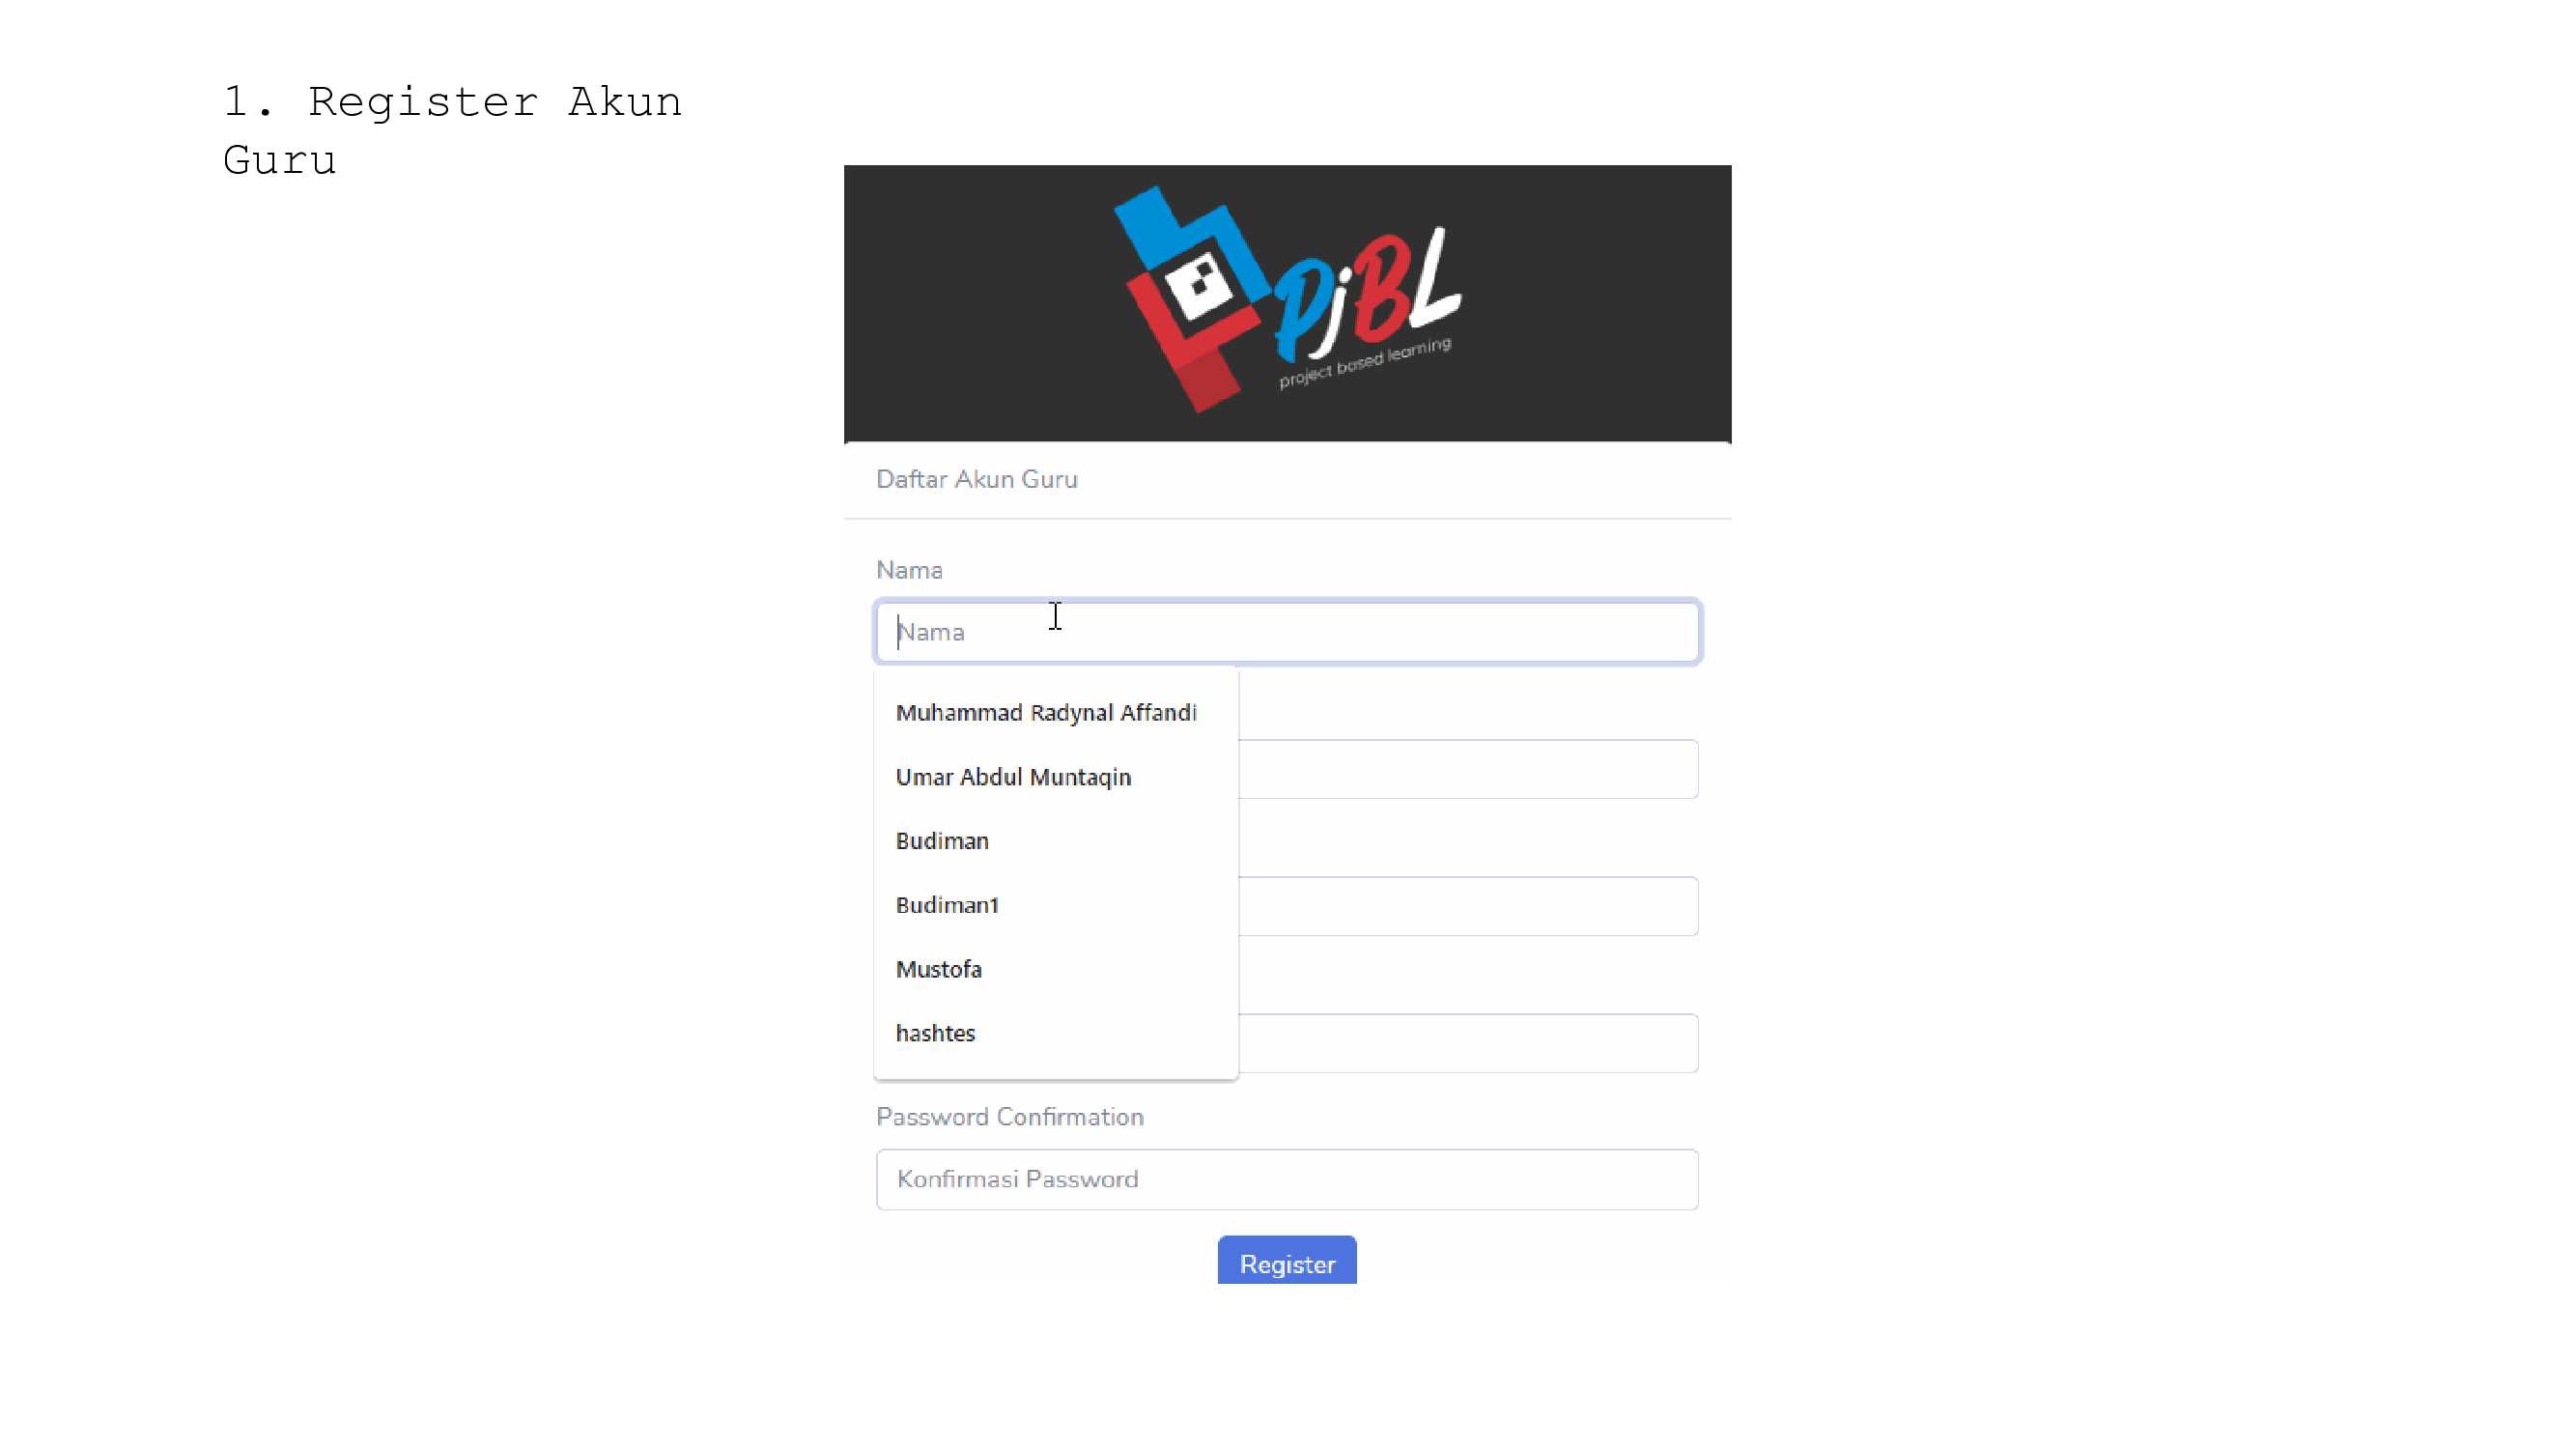 1. Register Akun
Guru
PjBL
project based learning
Daftar Akun Guru
Nama
Nama
Muhammad Radynal Affandi
Umar Abdul Muntaqin
Budiman
Budiman1
Mustofa
hashtes
Password Confirmation
Konfirmasi Password
Register